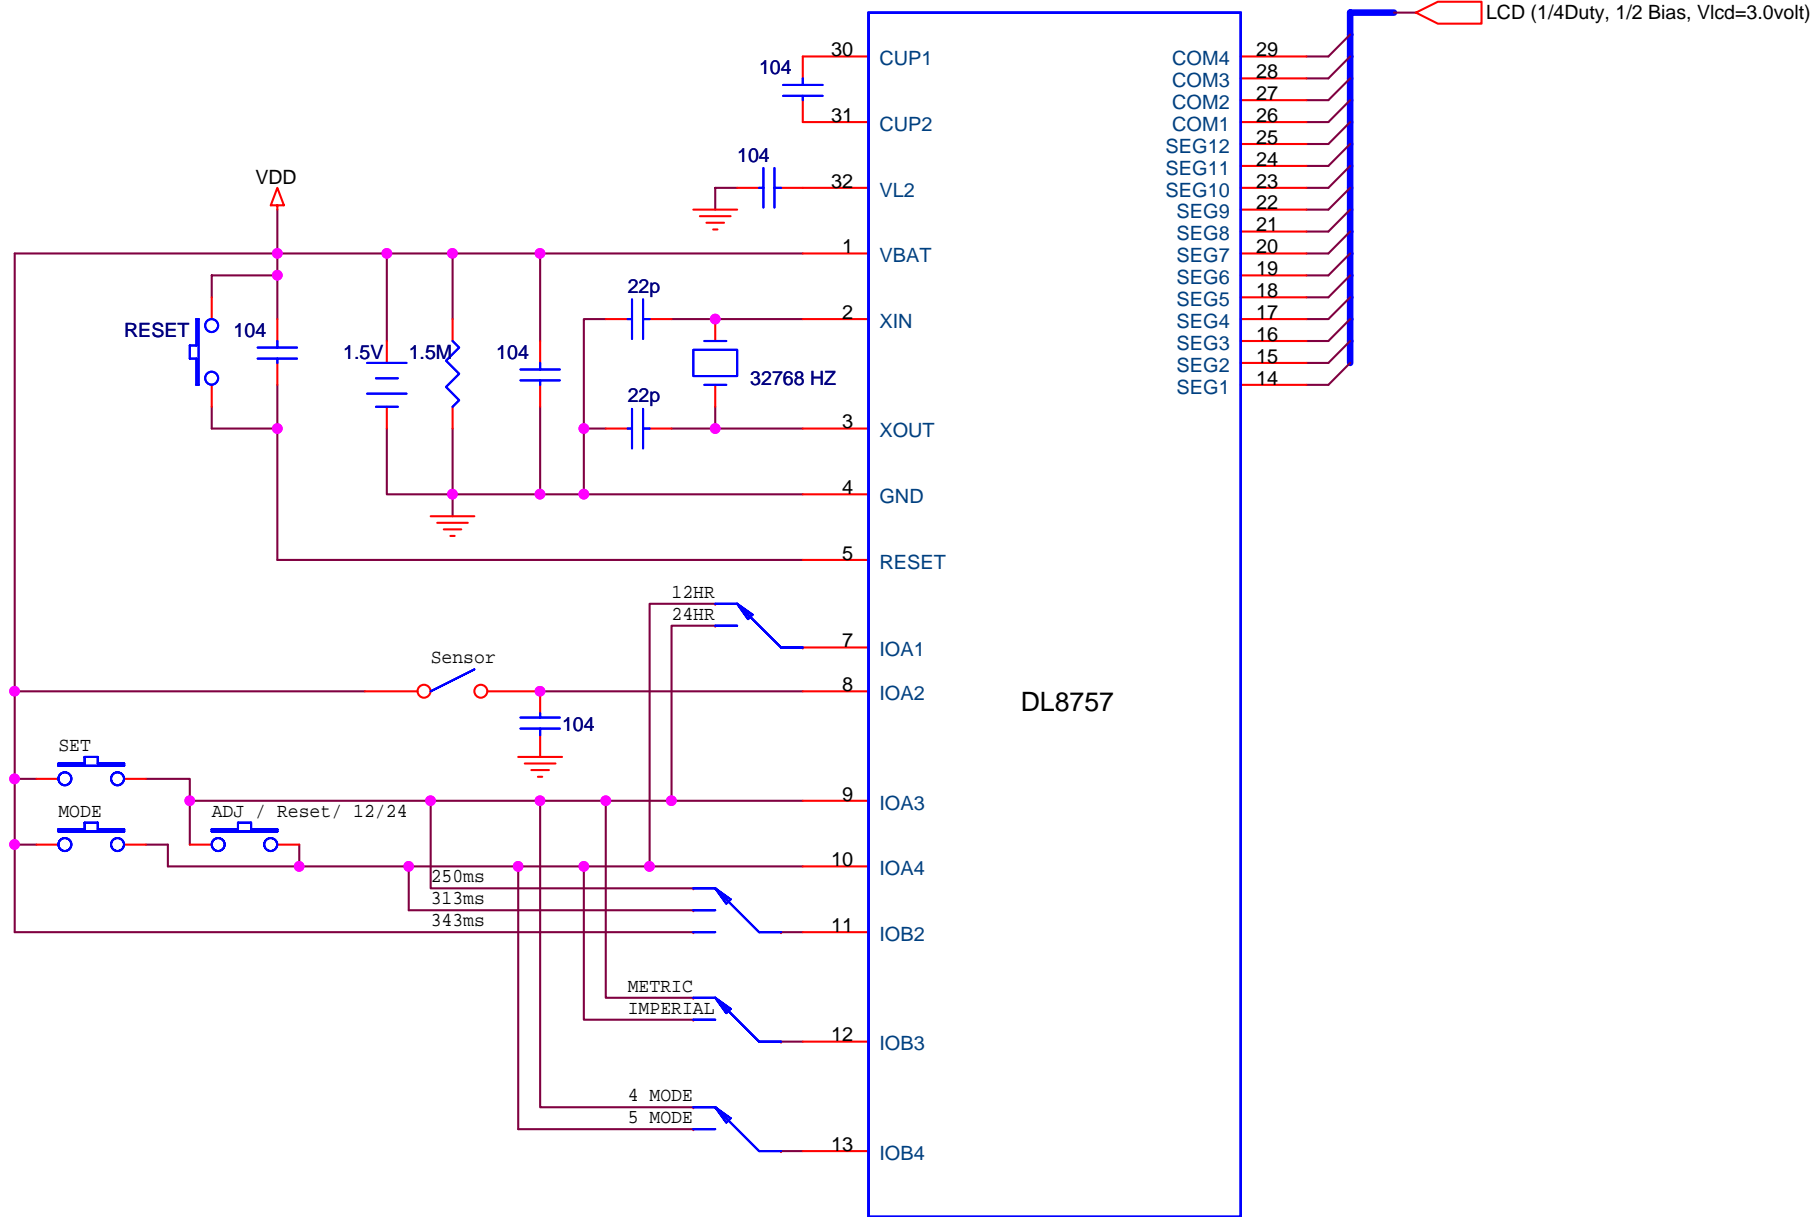 LCD (1/4Duty, 1/2 Bias, Vlcd=3.0volt)
30
CUP1
104
31
CUP2
104
32
VL2
VDD
1
VBAT
22p
2
XIN
RESET
104
1.5V
1.5M
104
32768 HZ
22p
3
XOUT
4
GND
5
RESET
12HR
24HR
7
IOA1
Sensor
8
IOA2
104
SET
9
IOA3
MODE
ADJ / Reset/ 12/24
10
IOA4
250ms
313ms
343ms
11
IOB2
METRIC
IMPERIAL
12
IOB3
4 MODE
5 MODE
13
IOB4
DL8757
COM4 29
COM3 28
COM2 27
COM1 26
SEG12 25
SEG11 24
SEG10 23
SEG9 22
SEG8 21
SEG7 20
SEG6 19
SEG5 18
SEG4 17
SEG3 16
SEG2 15
SEG1 14